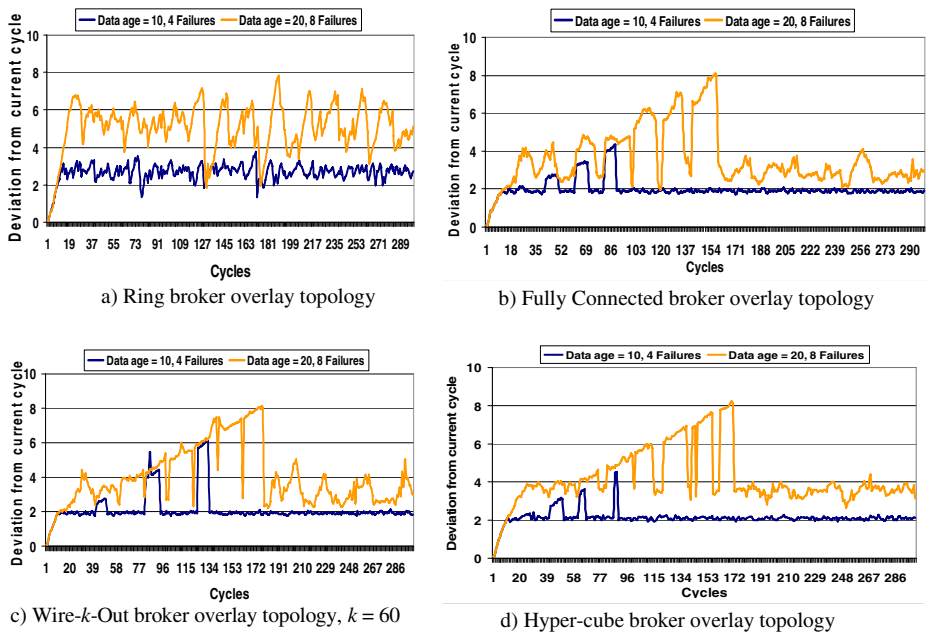 Data age = 10, 4 Failures Data age = 20, 8 Failures
Deviation from current cycle
10
8
6
4
2
0
1 19 37 55 73 91 109 127 145 163 181 199 217 235 253 271 289
Cycles
a) Ring broker overlay topology
Data age = 10, 4 Failures Data age = 20, 8 Failures
Deviation from current cycle
10
8
6
4
2
0
1 18 35 52 69 86 103 120 137 154 171 188 205 222 239 256 273 290
Cycles
b) Fully Connected broker overlay topology
Data age = 10, 4 Failures Data age = 20, 8 Failures
Deviation from current cycle
10
8
6
4
2
0
1 20 39 58 77 96 115 134 153 172 191 210 229 248 267 286
Cycles
c) Wire-k-Out broker overlay topology, k = 60
Data age = 10, 4 Failures Data age = 20, 8 Failures
Deviation from current cycle
10
8
6
4
2
0
1 20 39 58 77 96 115 134 153 172 191 210 229 248 267 286
Cycles
d) Hyper-cube broker overlay topology